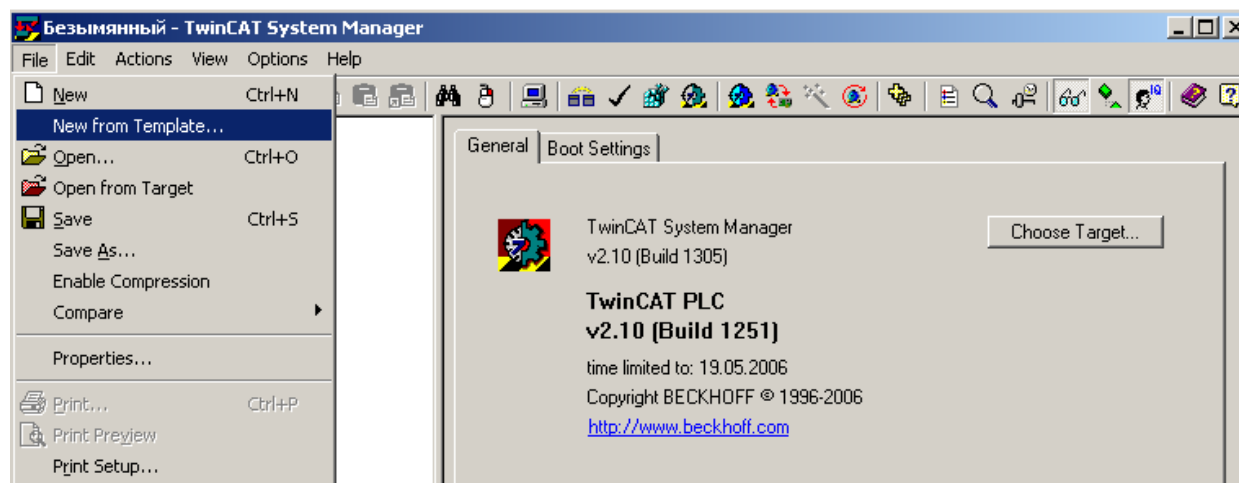 Безымянный - TwinCAT System Manager
File Edit Actions View Options Help
New Ctrl+N
New from Template...
Open... Ctrl+O
Open from Target
Save Ctrl+S
Save As...
Enable Compression
Compare
Properties...
Print... Ctrl+P
Print Preview
Print Setup...
General Boot Settings
TwinCAT System Manager
v2.10 (Build 1305)
Choose Target...
TwinCAT PLC
v2.10 (Build 1251)
time limited to: 19.05.2006
Copyright BECKHOFF © 1996-2006
http://www.beckhoff.com